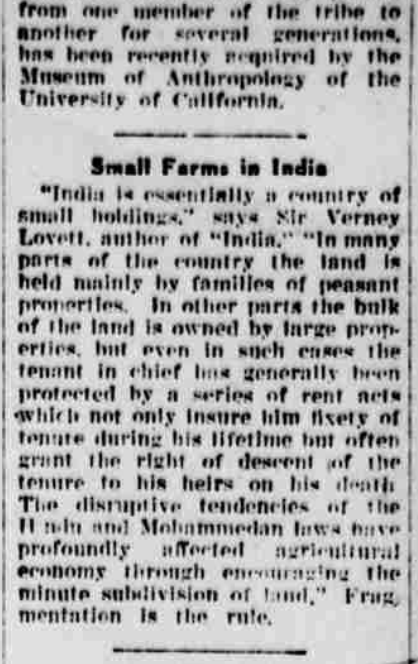 from one member of the tribe to
another for several generations,
has been recently acquired by the
Museum of Anthropology of the
University of California.
Small Farms in India
"India is essentially a country of
small holdings," says Sir Verney
Lovett, author of "India." "In many
parts of the country the land is
held mainly by families of peasant
properties. In other parts the bulk
of the land is owned by large prop-
erties, but even in such cases the
tenant in chief has generally been
protected by a series of rent acts
which not only insure him fixety of
tenure during his lifetime but often
grant the right of descent of the
tenure to his heirs on his death
The disruptive tendencies of the
Hindu and Mohammedan laws have
profoundly affected agricultural
economy through encouraging the
minute subdivision of land." Frag,
mentation is the rule.